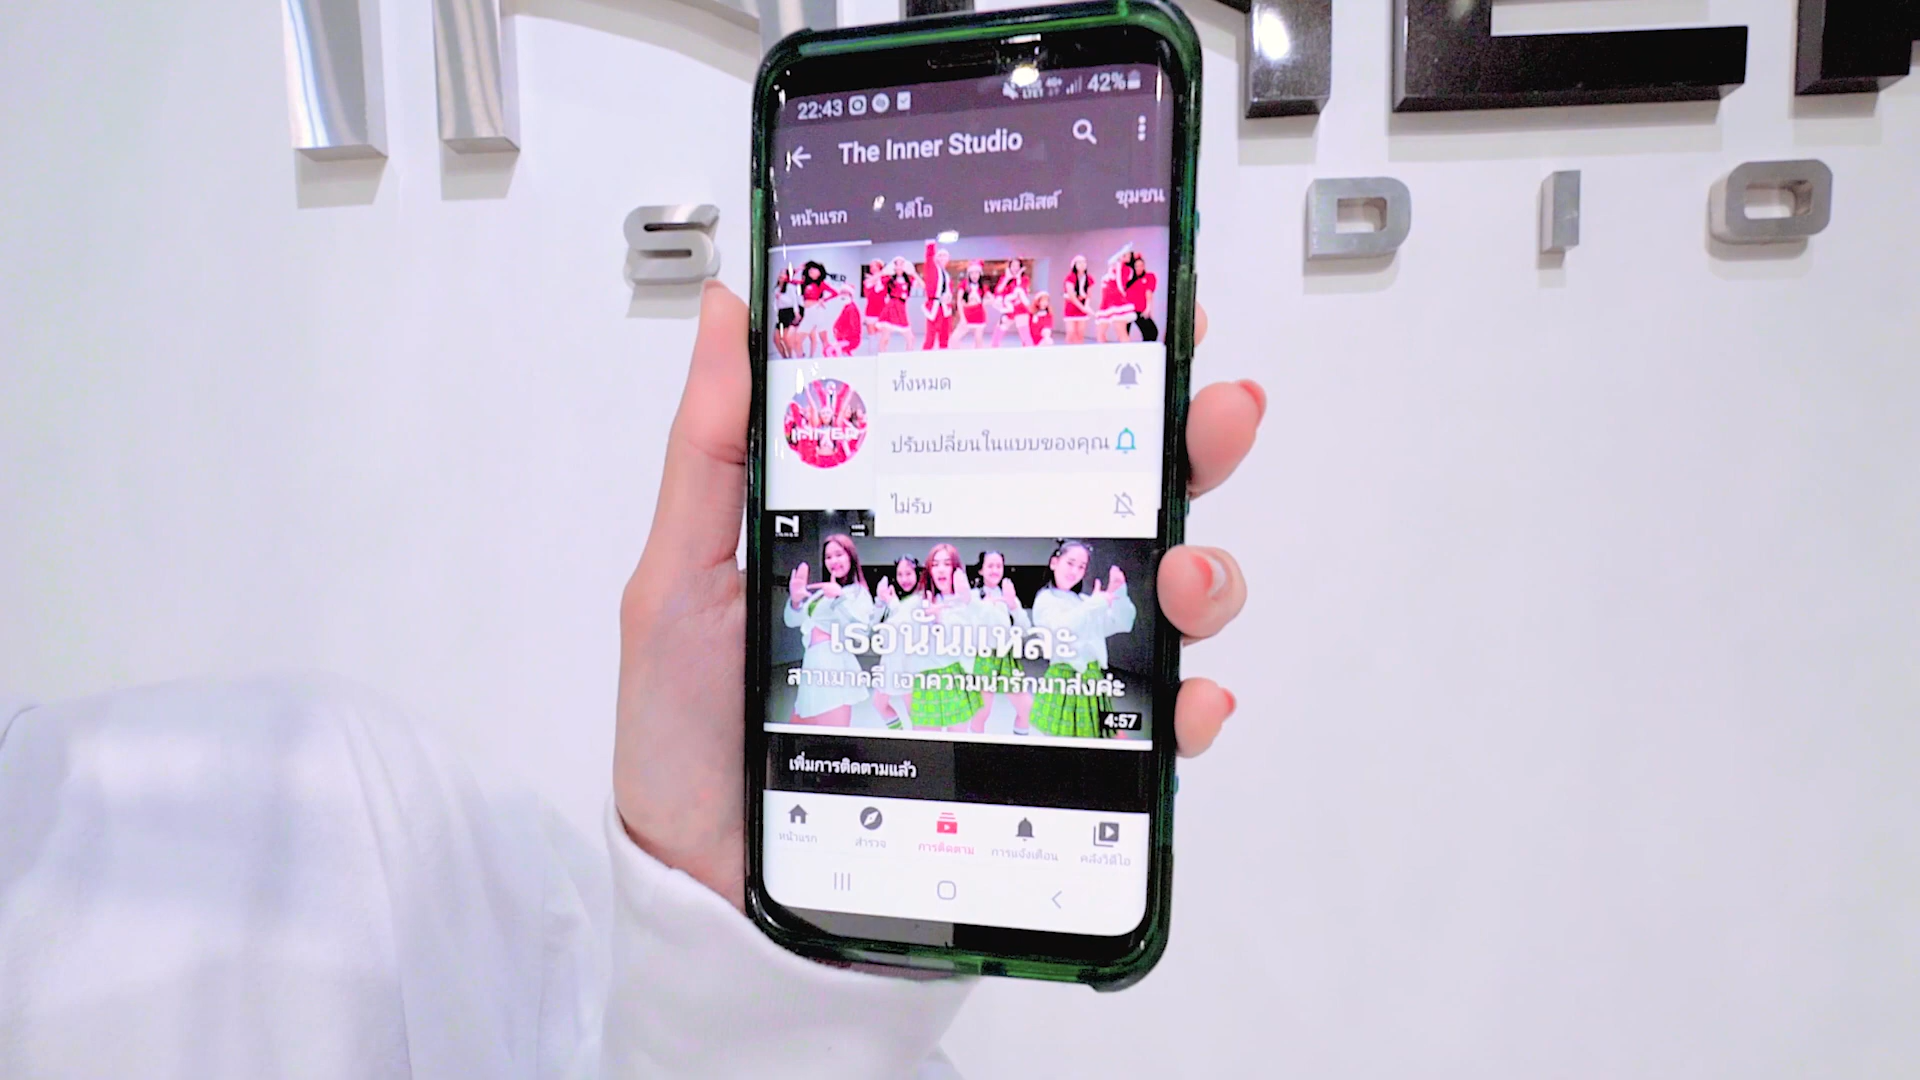 S
D I O
22:43
42%
The Inner Studio
หน้าแรก วิดีโอ เพลย์ลิสต์ ชุมชน
INNER
ทั้งหมด
ปรับเปลี่ยนในแบบของคุณ
ไม่รับ
เธอนั่นแหละ
สาวเมาคลี เอาความน่ารักมาส่งค่ะ
4:57
เพิ่มการติดตามแล้ว
หน้าแรก สำรวจ การติดตาม การแจ้งเตือน คลังวิดีโอ